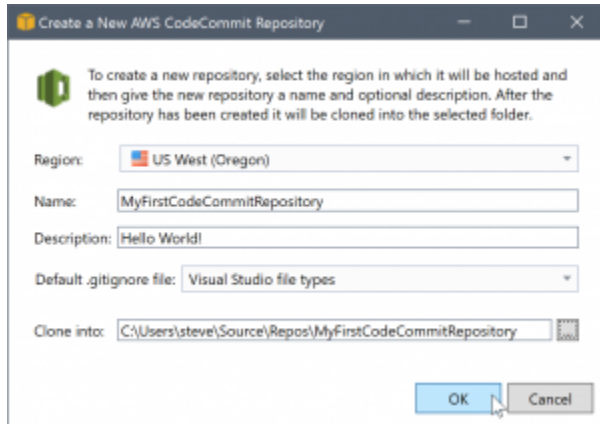 Create a New AWS CodeCommit Repository
To create a new repository, select the region in which it will be hosted and
then give the new repository a name and optional description. After the
repository has been created it will be cloned into the selected folder.
Region: US West (Oregon)
Name: MyFirstCodeCommitRepository
Description: Hello World!
Default .gitignore file: Visual Studio file types
Clone into: C:\Users\steve\Source\Repos\MyFirstCodeCommitRepository ...
OK Cancel